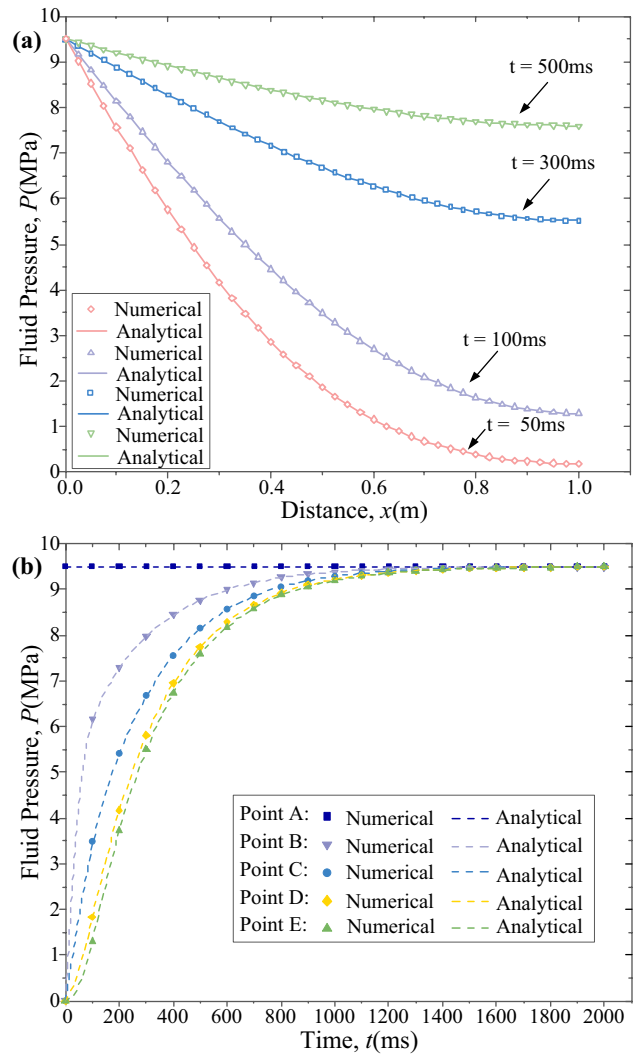 (a)
Fluid Pressure, P(MPa)
10
9
8
7
6
5
4
3
2
1
0
t = 500ms
t = 300ms
t = 100ms
t = 50ms
Numerical
Analytical
Numerical
Analytical
Numerical
Analytical
Numerical
Analytical
0.0 0.2 0.4 0.6 0.8 1.0
Distance, x(m)
(b)
Fluid Pressure, P(MPa)
10
9
8
7
6
5
4
3
2
1
0
Point A: Numerical Analytical
Point B: Numerical Analytical
Point C: Numerical Analytical
Point D: Numerical Analytical
Point E: Numerical Analytical
0 200 400 600 800 1000 1200 1400 1600 1800 2000
Time, t(ms)